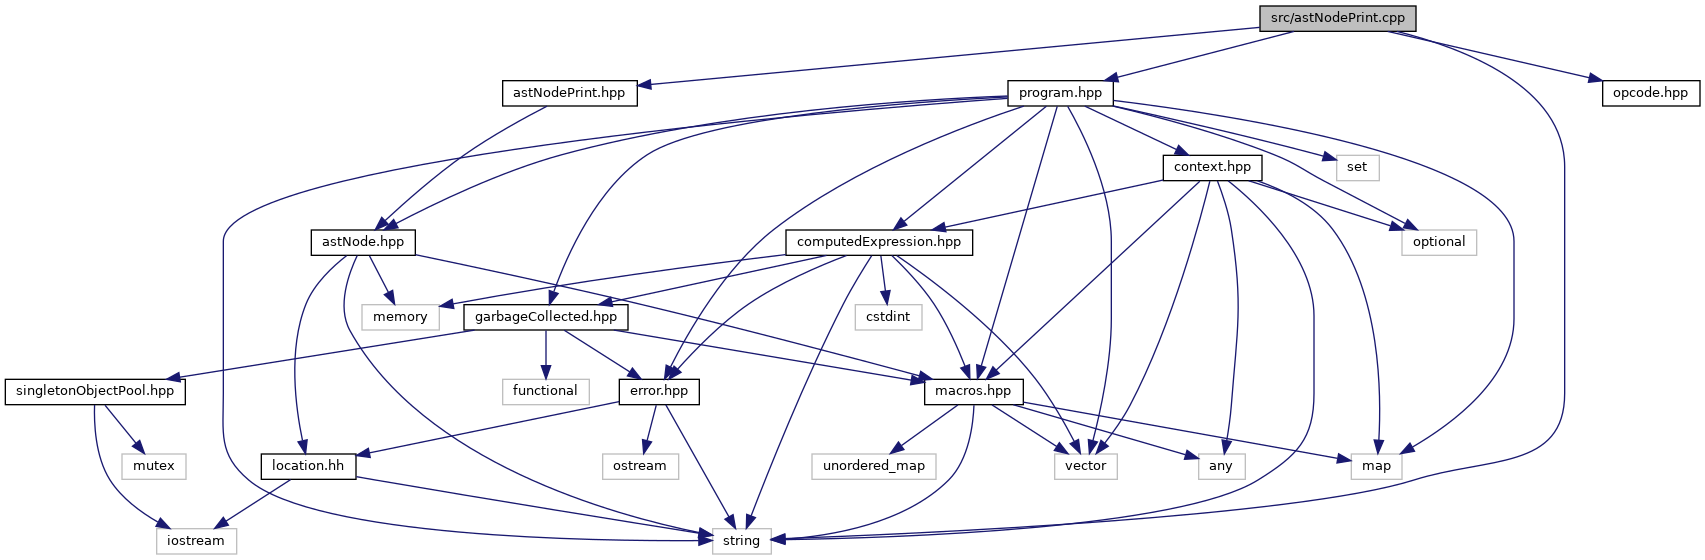 src/astNodePrint.cpp
astNodePrint.hpp
program.hpp
opcode.hpp
context.hpp
set
astNode.hpp
computedExpression.hpp
optional
memory
garbageCollected.hpp
cstdint
singletonObjectPool.hpp
functional
error.hpp
macros.hpp
mutex
location.hh
ostream
unordered_map
vector
any
map
iostream
string